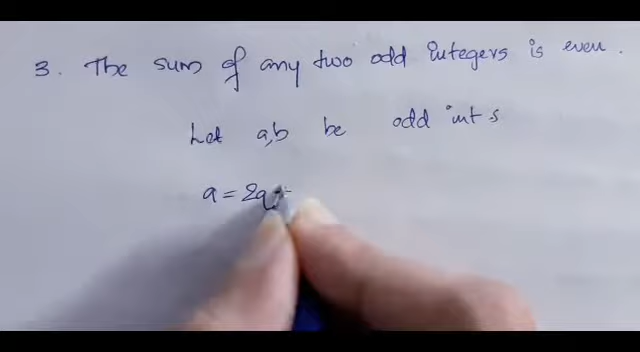 3. The sum of any two odd integers is even.
Let a,b be odd ints
a = 2q